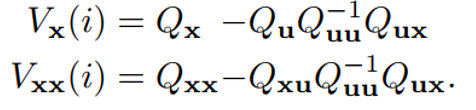 V_x(i) = Q_x − Q_u Q_uu^{-1} Q_ux
V_xx(i) = Q_xx − Q_xu Q_uu^{-1} Q_ux.